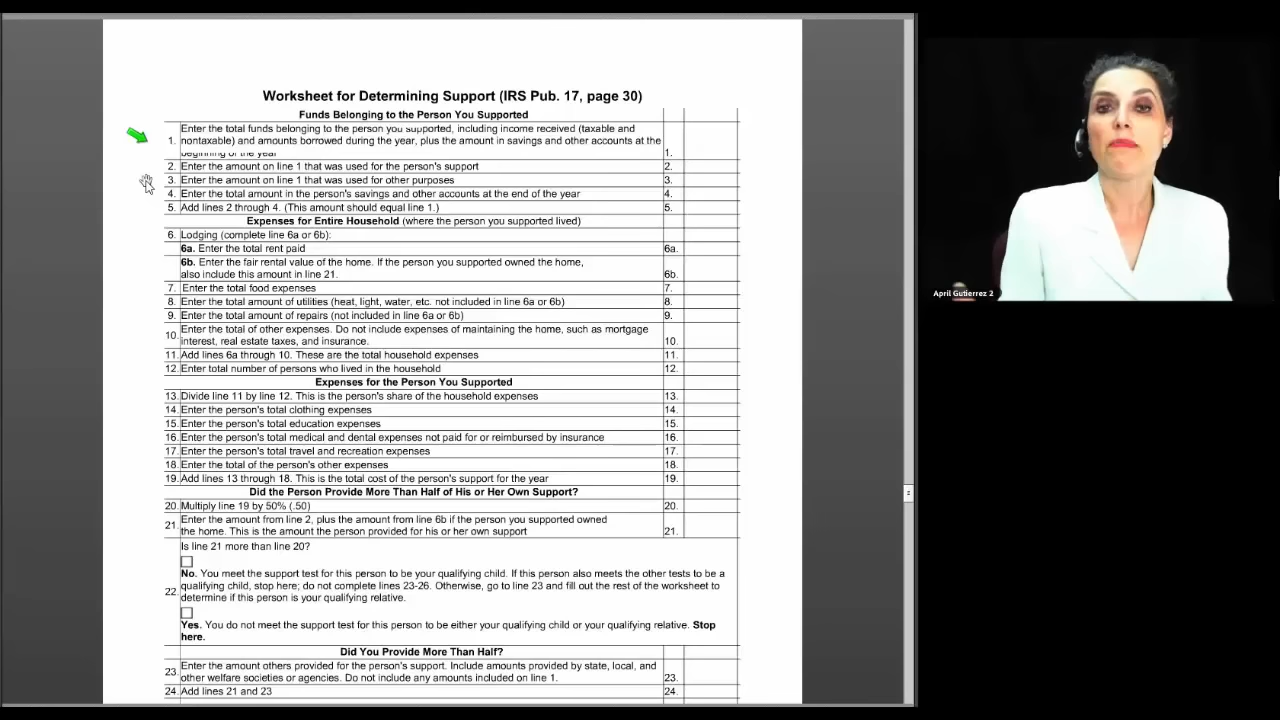 Worksheet for Determining Support (IRS Pub. 17, page 30)
Funds Belonging to the Person You Supported
Enter the total funds belonging to the person you supported, including income received (taxable and
1. nontaxable) and amounts borrowed during the year, plus the amount in savings and other accounts at the
beginning of the year 1.
2. Enter the amount on line 1 that was used for the person's support 2.
3. Enter the amount on line 1 that was used for other purposes 3.
4. Enter the total amount in the person's savings and other accounts at the end of the year 4.
5. Add lines 2 through 4. (This amount should equal line 1.) 5.
Expenses for Entire Household (where the person you supported lived)
6. Lodging (complete line 6a or 6b):
6a. Enter the total rent paid 6a.
6b. Enter the fair rental value of the home. If the person you supported owned the home,
also include this amount in line 21. 6b.
7. Enter the total food expenses 7.
8. Enter the total amount of utilities (heat, light, water, etc. not included in line 6a or 6b) 8.
9. Enter the total amount of repairs (not included in line 6a or 6b) 9.
Enter the total of other expenses. Do not include expenses of maintaining the home, such as mortgage
10. interest, real estate taxes, and insurance. 10.
11. Add lines 6a through 10. These are the total household expenses 11.
12. Enter total number of persons who lived in the household 12.
Expenses for the Person You Supported
13. Divide line 11 by line 12. This is the person's share of the household expenses 13.
14. Enter the person's total clothing expenses 14.
15. Enter the person's total education expenses 15.
16. Enter the person's total medical and dental expenses not paid for or reimbursed by insurance 16.
17. Enter the person's total travel and recreation expenses 17.
18. Enter the total of the person's other expenses 18.
19. Add lines 13 through 18. This is the total cost of the person's support for the year 19.
Did the Person Provide More Than Half of His or Her Own Support?
20. Multiply line 19 by 50% (.50) 20.
21. Enter the amount from line 2, plus the amount from line 6b if the person you supported owned
the home. This is the amount the person provided for his or her own support 21.
Is line 21 more than line 20?
No. You meet the support test for this person to be your qualifying child. If this person also meets the other tests to be a
qualifying child, stop here; do not complete lines 23-26. Otherwise, go to line 23 and fill out the rest of the worksheet to
22. determine if this person is your qualifying relative.
Yes. You do not meet the support test for this person to be either your qualifying child or your qualifying relative. Stop
here.
Did You Provide More Than Half?
Enter the amount others provided for the person's support. Include amounts provided by state, local, and
23. other welfare societies or agencies. Do not include any amounts included on line 1. 23.
24. Add lines 21 and 23 24.
April Gutierrez 2